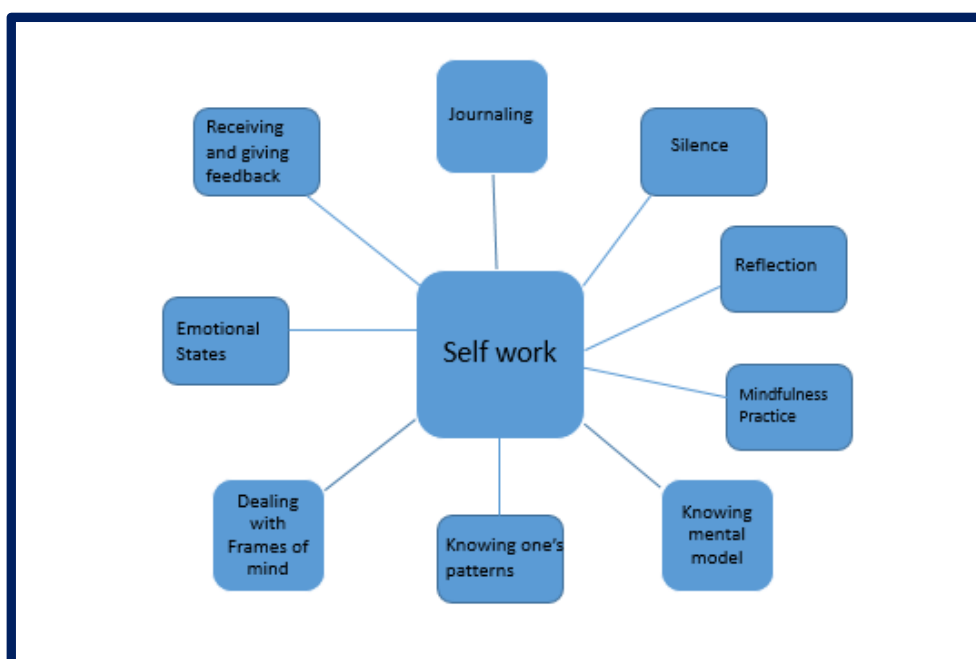 Journaling
Receiving
and giving
feedback
Silence
Reflection
Emotional
States
Self work
Mindfulness
Practice
Dealing
with
Frames of
mind
Knowing one's
patterns
Knowing
mental
model